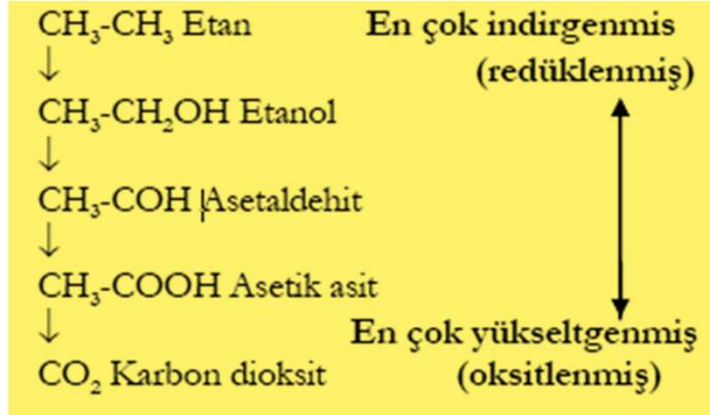 CH₃-CH₃ Etan En çok indirgenmis
↓ (redüklenmiş)
CH₃-CH₂OH Etanol
↓
CH₃-COH Asetaldehit
↓
CH₃-COOH Asetik asit
↓ En çok yükseltgenmiş
CO₂ Karbon dioksit (oksitlenmiş)